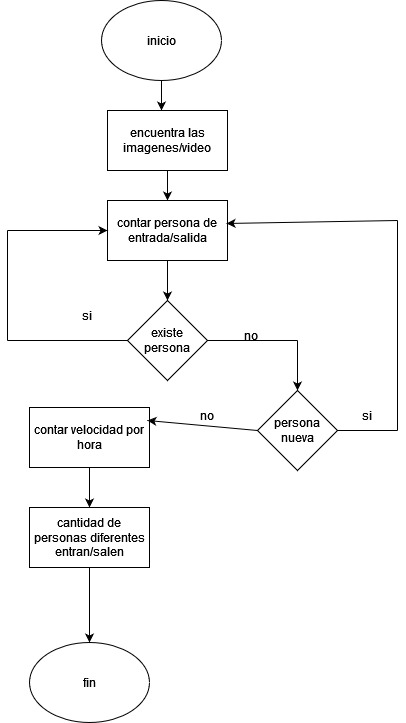 inicio
encuentra las
imagenes/video
contar persona de
entrada/salida
si
existe
persona
no
persona
nueva
si
no
contar velocidad por
hora
cantidad de
personas diferentes
entran/salen
fin